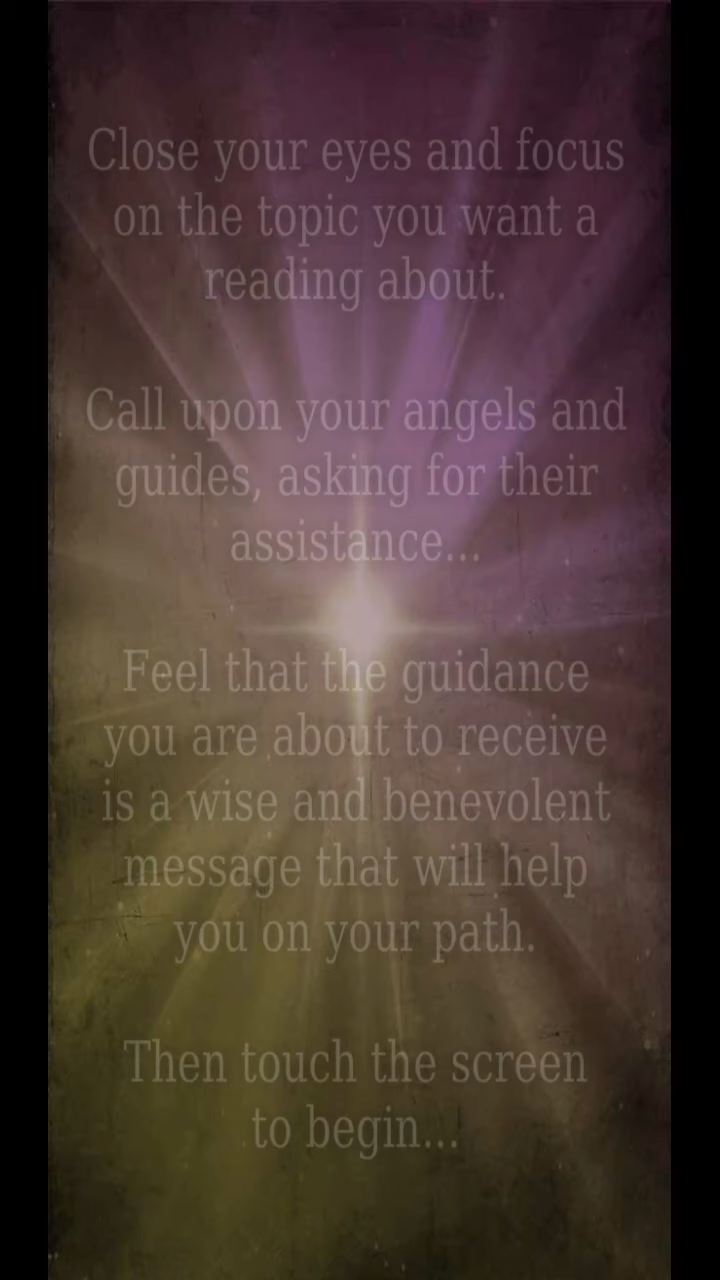 Close your eyes and focus
on the topic you want a
reading about.
Call upon your angels and
guides, asking for their
assistance...
Feel that the guidance
you are about to receive
is a wise and benevolent
message that will help
you on your path.
Then touch the screen
to begin...